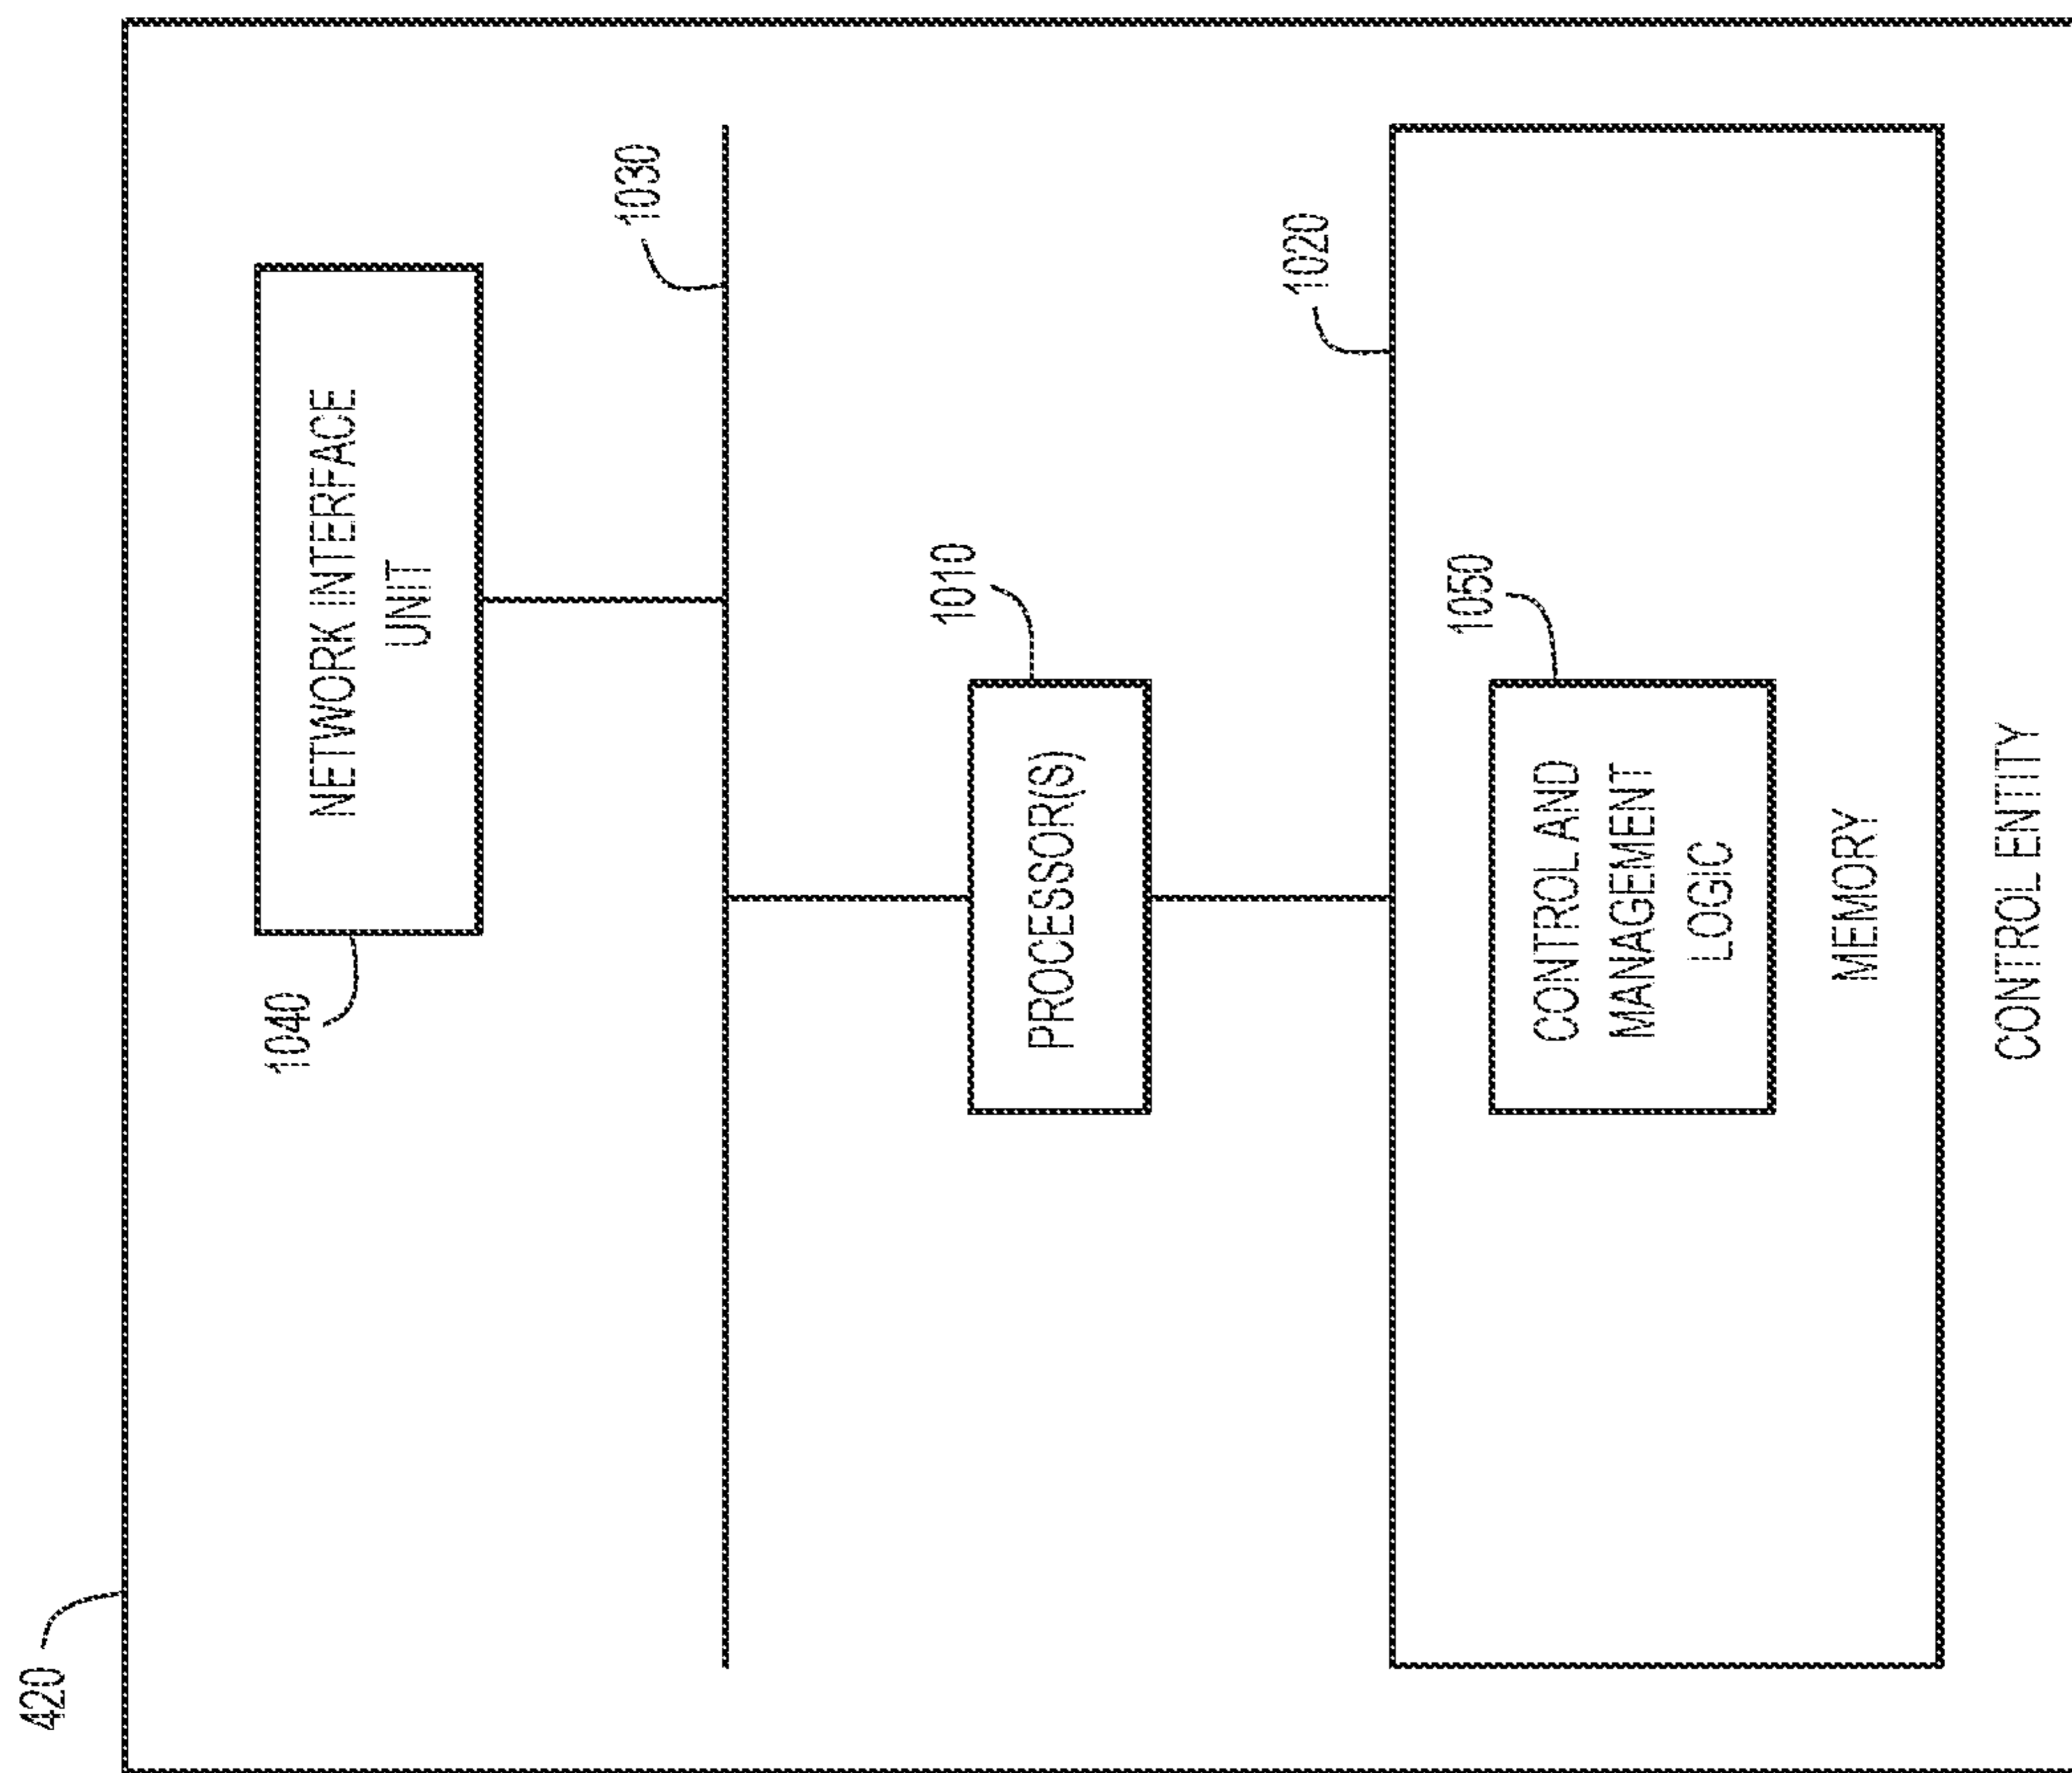 420
1040
NETWORK INTERFACE
UNIT
1030
1010
PROCESSOR(S)
1020
1050
CONTROL AND
MANAGEMENT
LOGIC
MEMORY
CONTROL ENTITY